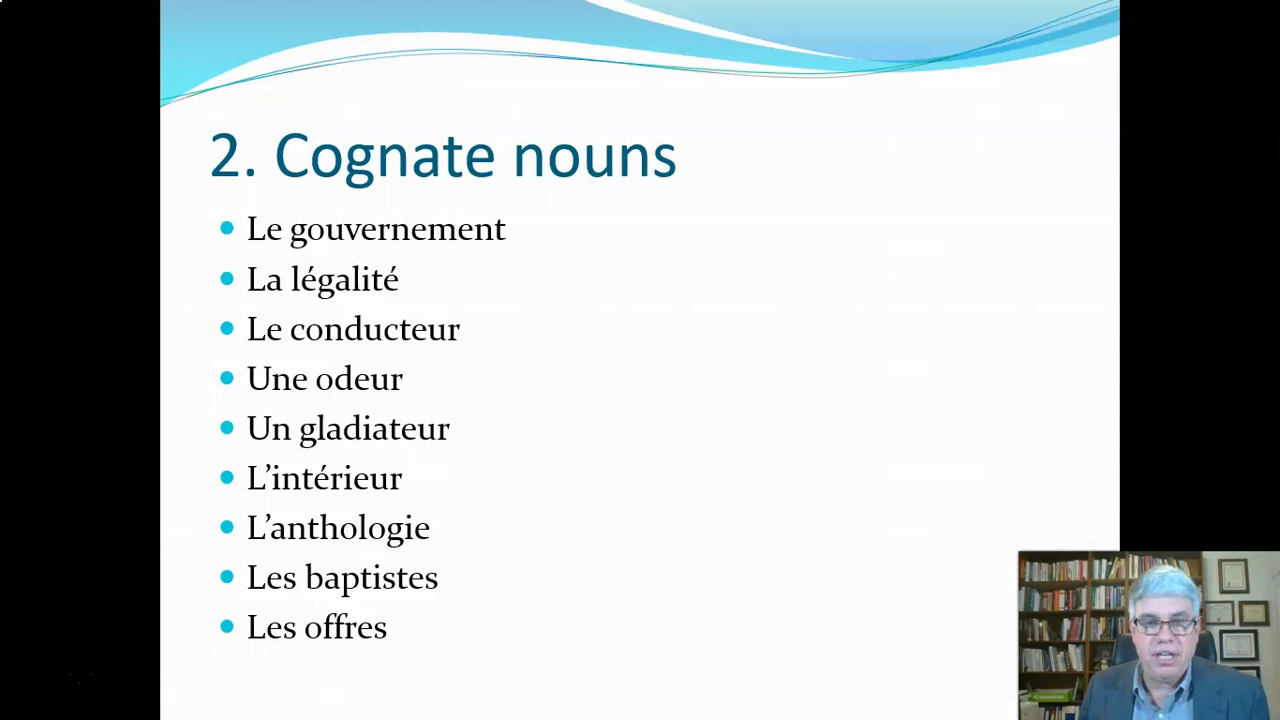 2. Cognate nouns
Le gouvernement
La légalité
Le conducteur
Une odeur
Un gladiateur
L’intérieur
L’anthologie
Les baptistes
Les offres